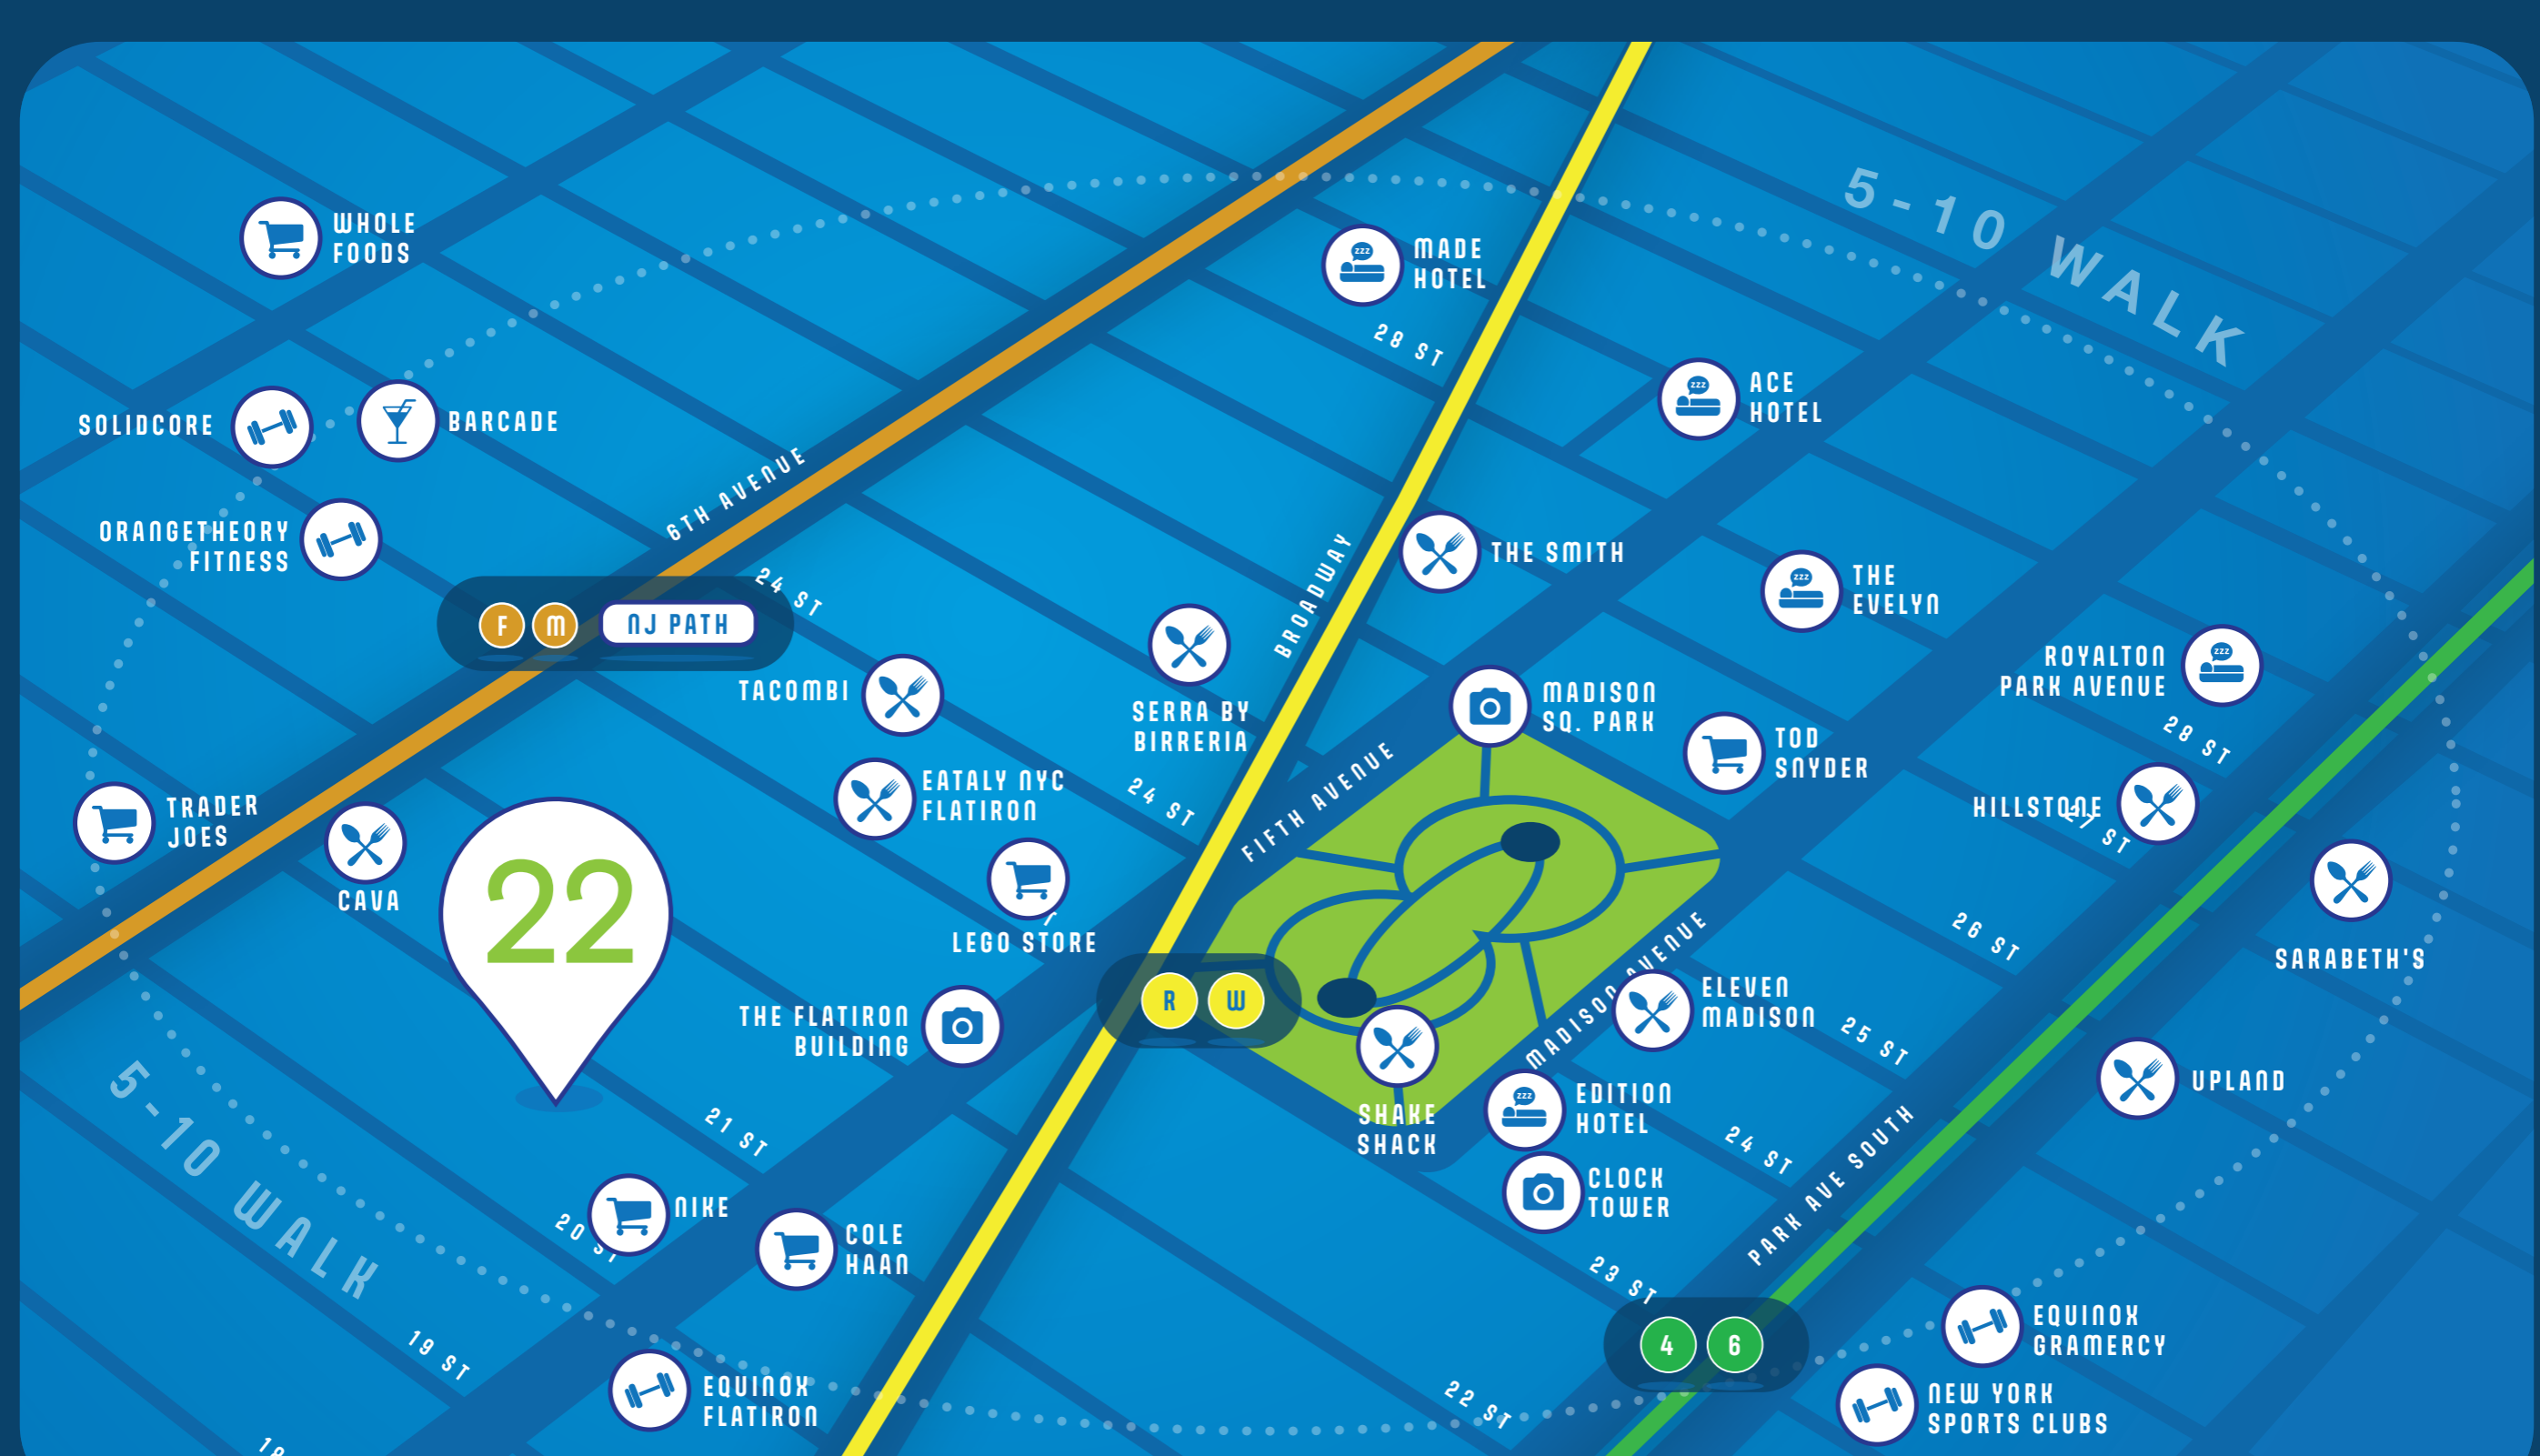 5-10 WALK
WHOLE
FOODS
MADE
HOTEL
zzz
28 ST
ACE
HOTEL
zzz
SOLIDCORE
BARCADE
6TH AVENUE
ORANGETHEORY
FITNESS
F
M
NJ PATH
24 ST
BROADWAY
THE SMITH
THE
EVELYN
zzz
TACOMBI
SERRA BY
BIRRERIA
MADISON
SQ. PARK
ROYALTON
PARK AVENUE
zzz
28 ST
TOD
SNYDER
EATALY NYC
FLATIRON
24 ST
FIFTH AVENUE
HILLSTONE
27 ST
TRADER
JOES
CAVA
22
LEGO STORE
26 ST
SARABETH'S
R
W
THE FLATIRON
BUILDING
MADISON AVENUE
ELEVEN
MADISON
25 ST
UPLAND
5-10 WALK
21 ST
SHAKE
SHACK
EDITION
HOTEL
zzz
24 ST
PARK AVE SOUTH
CLOCK
TOWER
NIKE
20 ST
COLE
HAAN
23 ST
4
6
EQUINOX
GRAMERCY
19 ST
EQUINOX
FLATIRON
22 ST
NEW YORK
SPORTS CLUBS